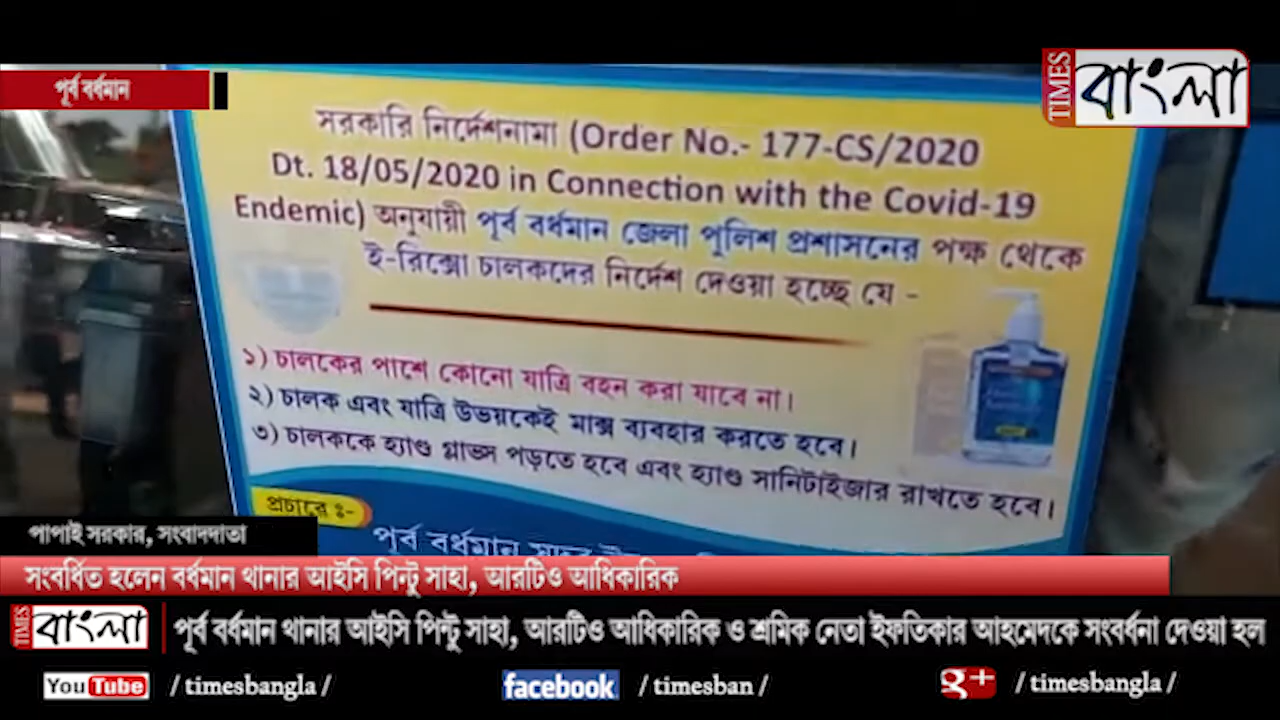 পূর্ব বর্ধমান
TIMES বাংলা
সরকারি নির্দেশনামা (Order No.- 177-CS/2020
Dt. 18/05/2020 in Connection with the Covid-19
Endemic) অনুযায়ী পূর্ব বর্ধমান জেলা পুলিশ প্রশাসনের পক্ষ থেকে
ই-রিক্সো চালকদের নির্দেশ দেওয়া হচ্ছে যে -
১) চালকের পাশে কোনো যাত্রি বহন করা যাবে না।
২) চালক এবং যাত্রি উভয়কেই মাক্স ব্যবহার করতে হবে।
৩) চালককে হ্যাণ্ড গ্লাভস পড়তে হবে এবং হ্যাণ্ড সানিটাইজার রাখতে হবে।
প্রচারে ঃ-
পূর্ব বর্ধমান
পাপাই সরকার, সংবাদদাতা
সংবর্ধিত হলেন বর্ধমান থানার আইসি পিন্টু সাহা, আরটিও আধিকারিক
TIMES বাংলা পূর্ব বর্ধমান থানার আইসি পিন্টু সাহা, আরটিও আধিকারিক ও শ্রমিক নেতা ইফতিকার আহমেদকে সংবর্ধনা দেওয়া হল
YouTube / timesbangla / facebook / timesban / g+ / timesbangla /